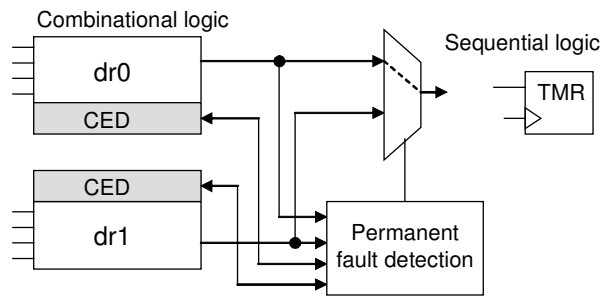 Combinational logic
Sequential logic
dr0
CED
TMR
CED
dr1
Permanent
fault detection